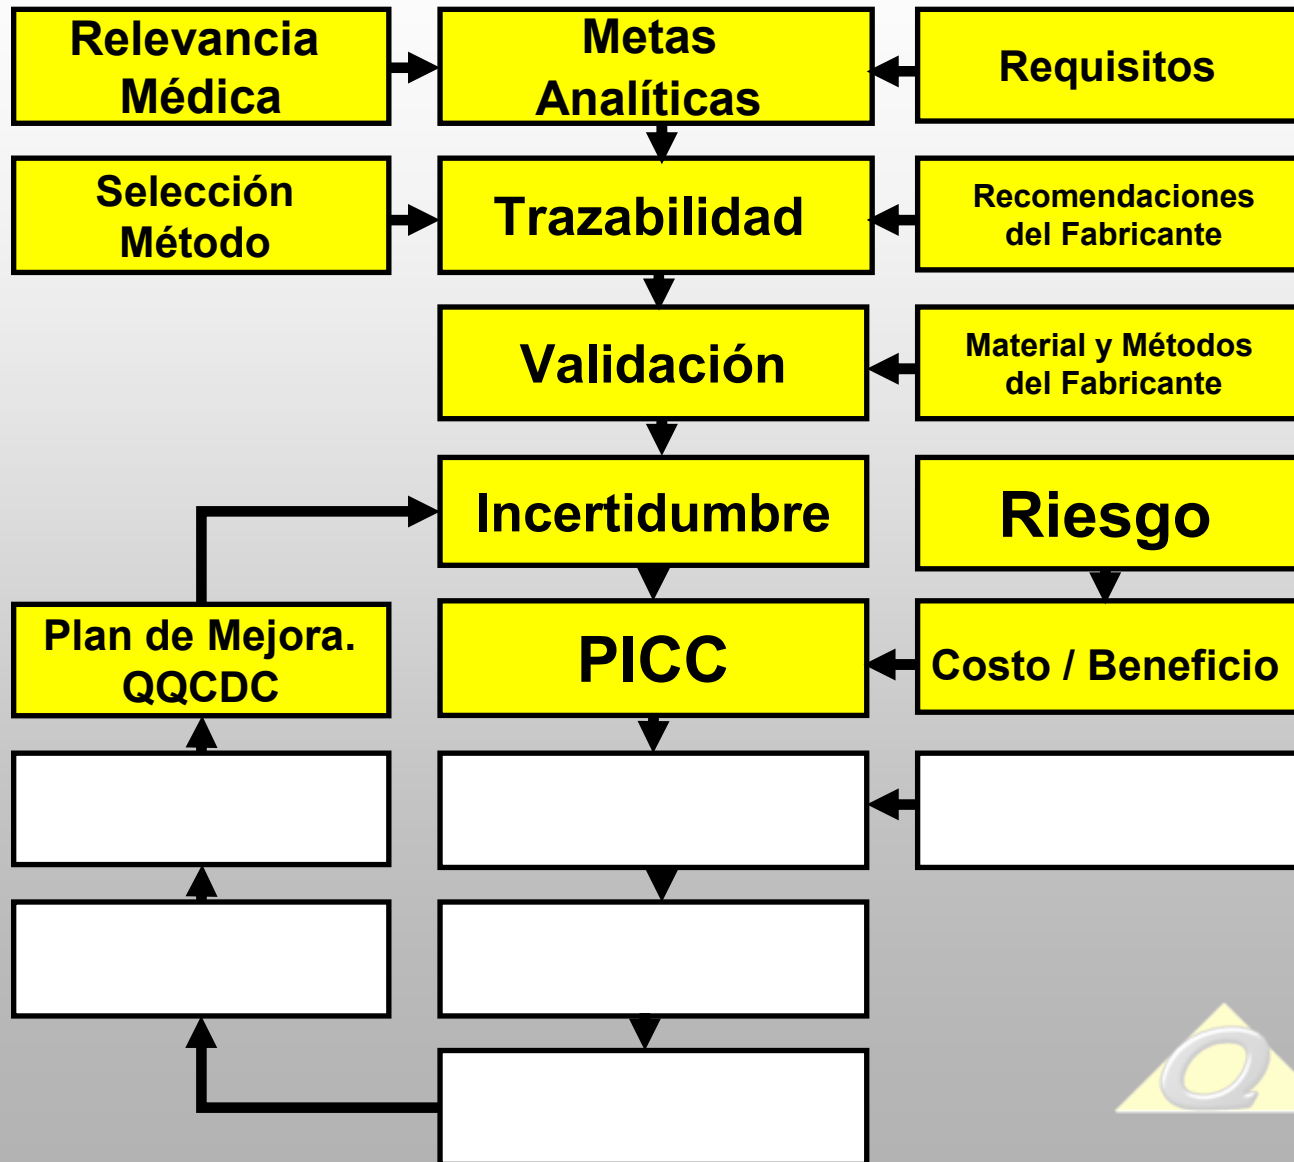 Relevancia
Médica
Metas
Analíticas
Requisitos
Selección
Método
Trazabilidad
Recomendaciones
del Fabricante
Validación
Material y Métodos
del Fabricante
Incertidumbre
Riesgo
Plan de Mejora.
QQCDC
PICC
Costo / Beneficio
Q